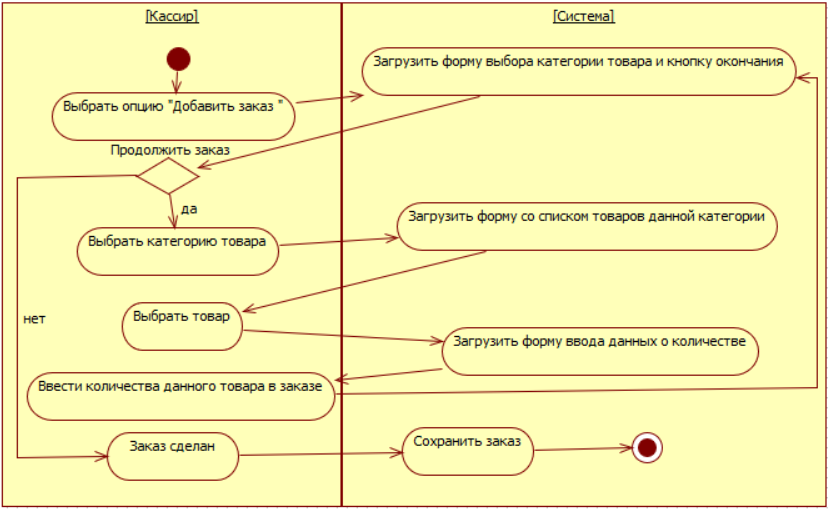 [Кассир]
[Система]
Загрузить форму выбора категории товара и кнопку окончания
Выбрать опцию "Добавить заказ "
Продолжить заказ
да
Загрузить форму со списком товаров данной категории
Выбрать категорию товара
Выбрать товар
нет
Загрузить форму ввода данных о количестве
Ввести количества данного товара в заказе
Заказ сделан
Сохранить заказ